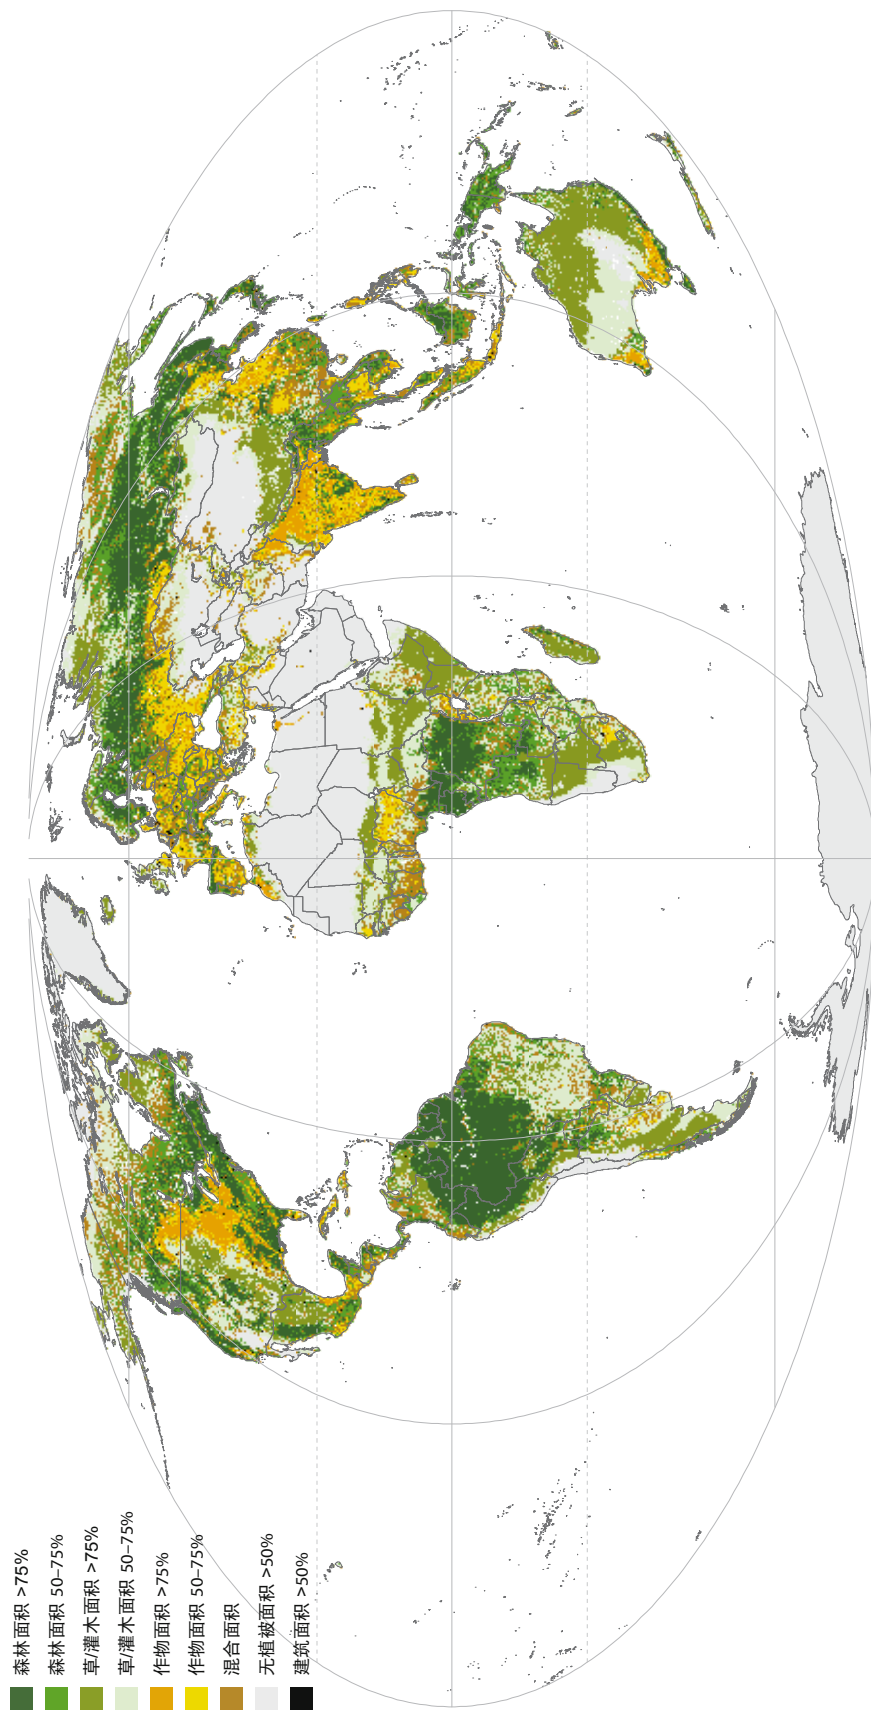 森林面积 >75%
森林面积 50–75%
草/灌木面积 >75%
草/灌木面积 50–75%
作物面积 >75%
作物面积 50–75%
混合面积
无植被面积 >50%
建筑面积 >50%